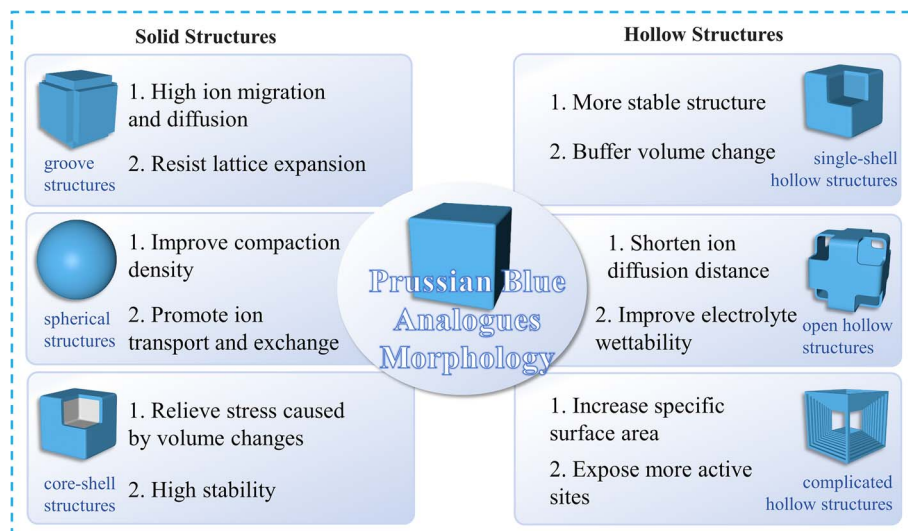 Solid Structures
groove
structures
1. High ion migration
and diffusion
2. Resist lattice expansion
spherical
structures
1. Improve compaction
density
2. Promote ion
transport and exchange
core-shell
structures
1. Relieve stress caused
by volume changes
2. High stability
Prussian Blue
Analogues
Morphology
Hollow Structures
1. More stable structure
2. Buffer volume change
single-shell
hollow structures
1. Shorten ion
diffusion distance
2. Improve electrolyte
wettability
open hollow
structures
1. Increase specific
surface area
2. Expose more active
sites
complicated
hollow structures